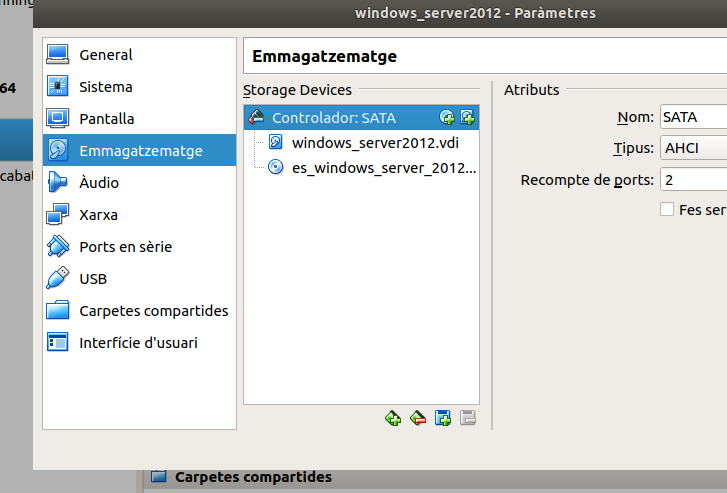 windows_server2012 - Paràmetres
64
General
Sistema
Pantalla
Emmagatzematge
Àudio
Xarxa
Ports en sèrie
USB
Carpetes compartides
Interfície d'usuari
Emmagatzematge
Storage Devices
Controlador: SATA
windows_server2012.vdi
es_windows_server_2012...
Atributs
Nom: SATA
Tipus: AHCI
Recompte de ports: 2
Fes ser
Carpetes compartides